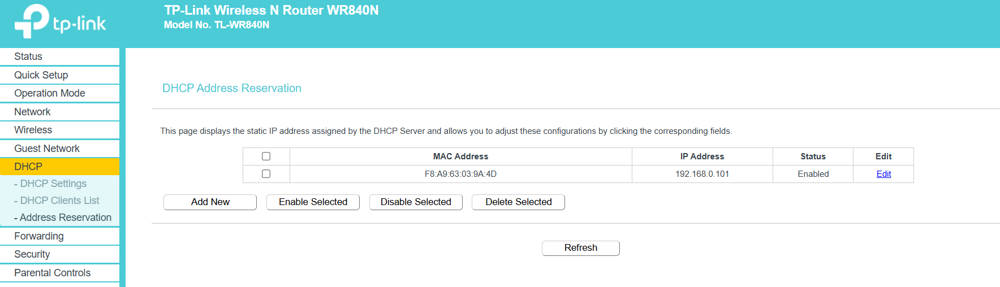 tp-link
TP-Link Wireless N Router WR840N
Model No. TL-WR840N
Status
Quick Setup
Operation Mode
Network
Wireless
Guest Network
DHCP
- DHCP Settings
- DHCP Clients List
- Address Reservation
Forwarding
Security
Parental Controls
DHCP Address Reservation
This page displays the static IP address assigned by the DHCP Server and allows you to adjust these configurations by clicking the corresponding fields.
MAC Address IP Address Status Edit
F8:A9:63:03:9A:4D 192.168.0.101 Enabled Edit
Add New Enable Selected Disable Selected Delete Selected
Refresh